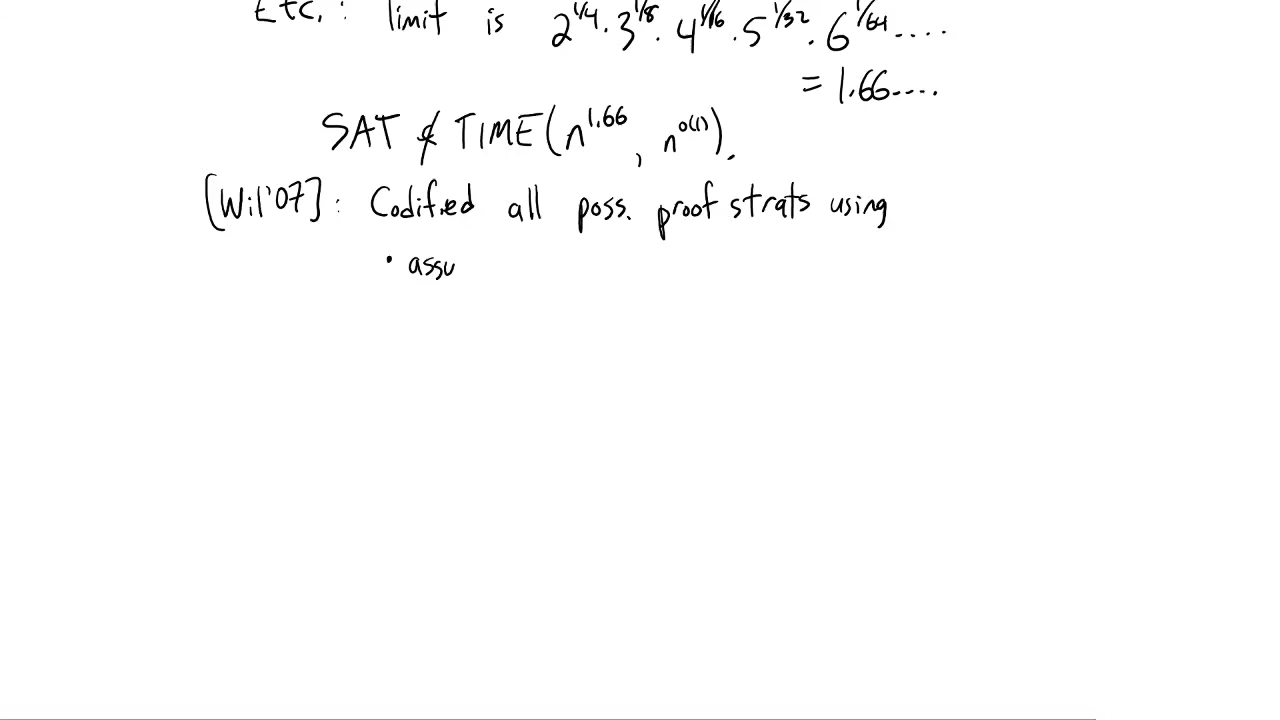 Etc.: limit is 2^{1/4}·3^{1/8}·4^{1/16}·5^{1/32}·6^{1/64}....
= 1.66....
SAT ∉ TIME(n^{1.66}, n^{o(1)}).
[Wil'07]: Codified all poss. proof strats using
• assu